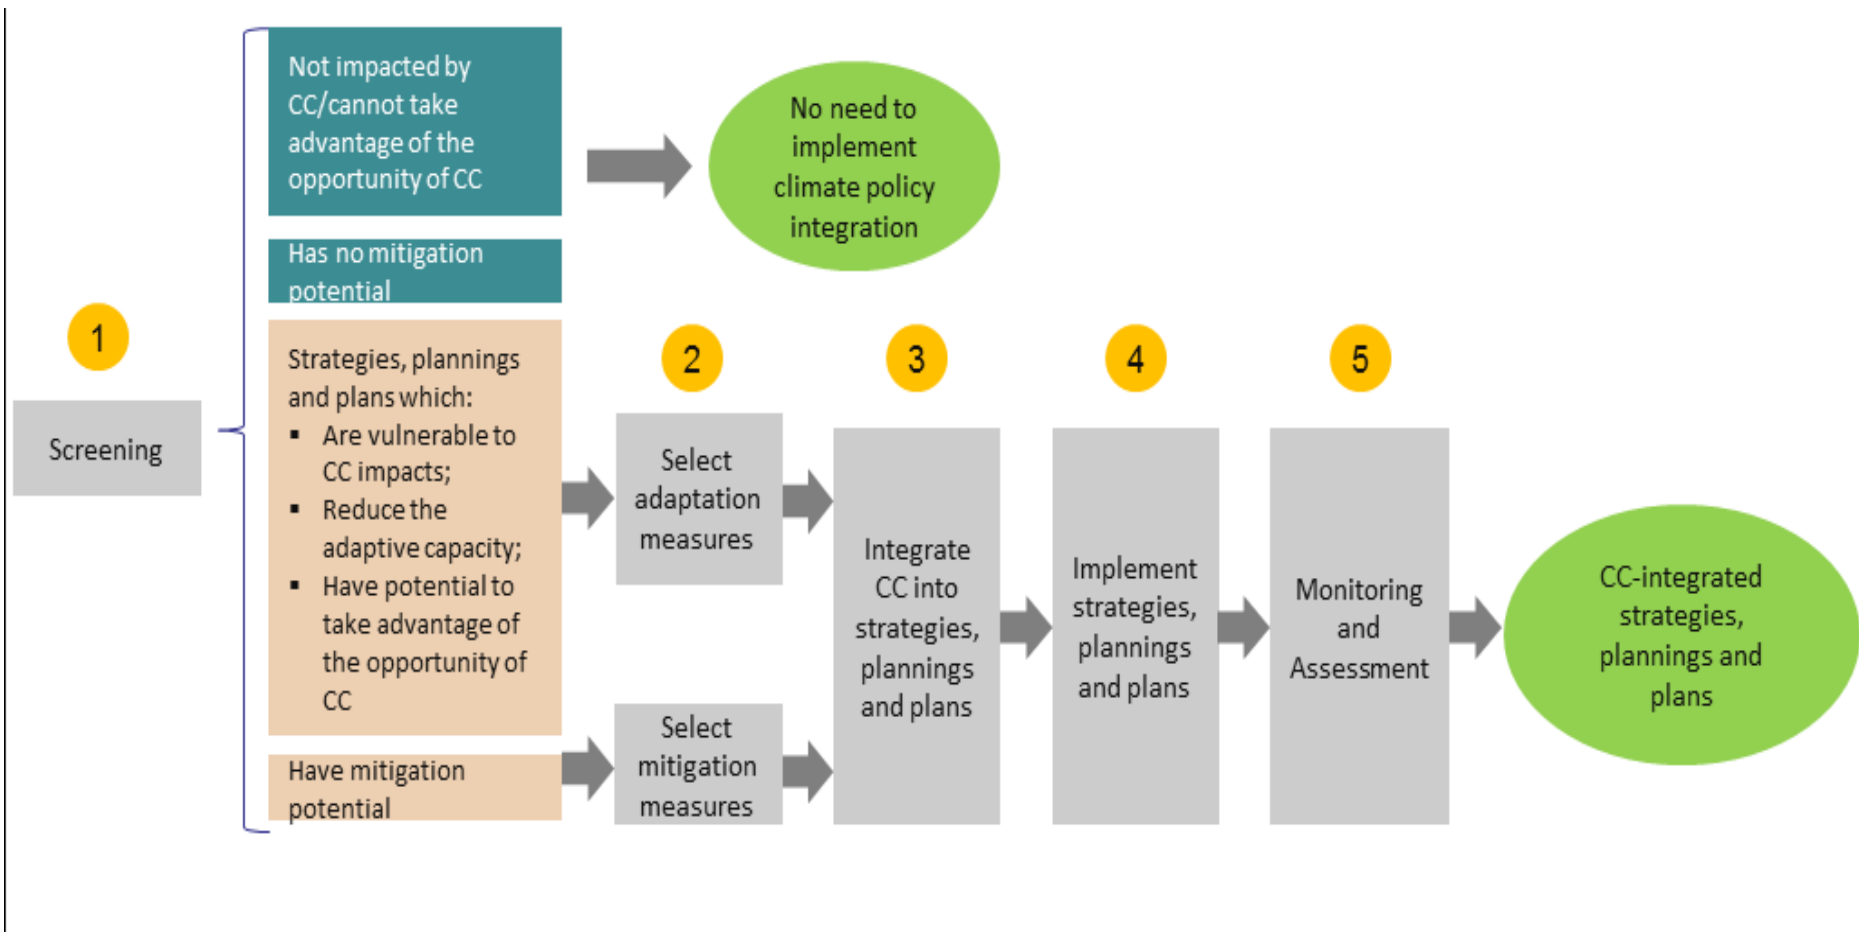 Not impacted by
CC/cannot take
advantage of the
opportunity of CC
No need to
implement
climate policy
integration
Has no mitigation
potential
1
Screening
Strategies, plannings
and plans which:
▪ Are vulnerable to
CC impacts;
▪ Reduce the
adaptive capacity;
▪ Have potential to
take advantage of
the opportunity of
CC
Have mitigation
potential
2
Select
adaptation
measures
Select
mitigation
measures
3
Integrate
CC into
strategies,
plannings
and plans
4
Implement
strategies,
plannings
and plans
5
Monitoring
and
Assessment
CC-integrated
strategies,
plannings and
plans